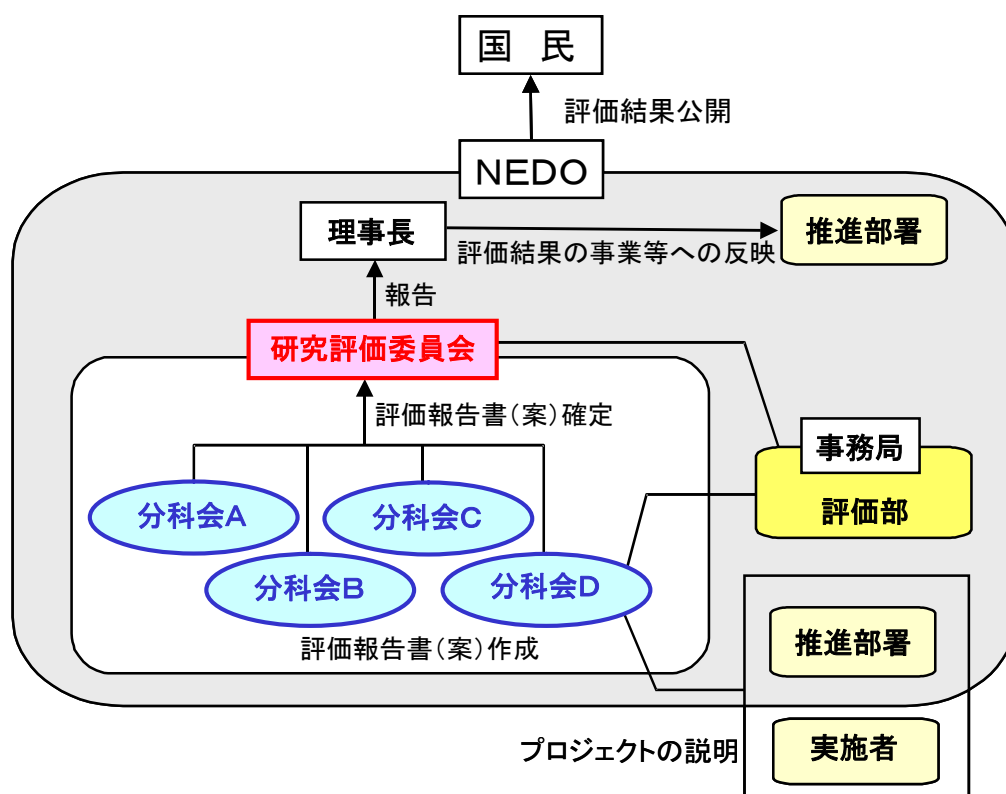 国　民
評価結果公開
NEDO
理事長
推進部署
評価結果の事業等への反映
報告
研究評価委員会
評価報告書(案)確定
事務局
評価部
分科会A
分科会C
分科会B
分科会D
評価報告書(案)作成
推進部署
プロジェクトの説明
実施者